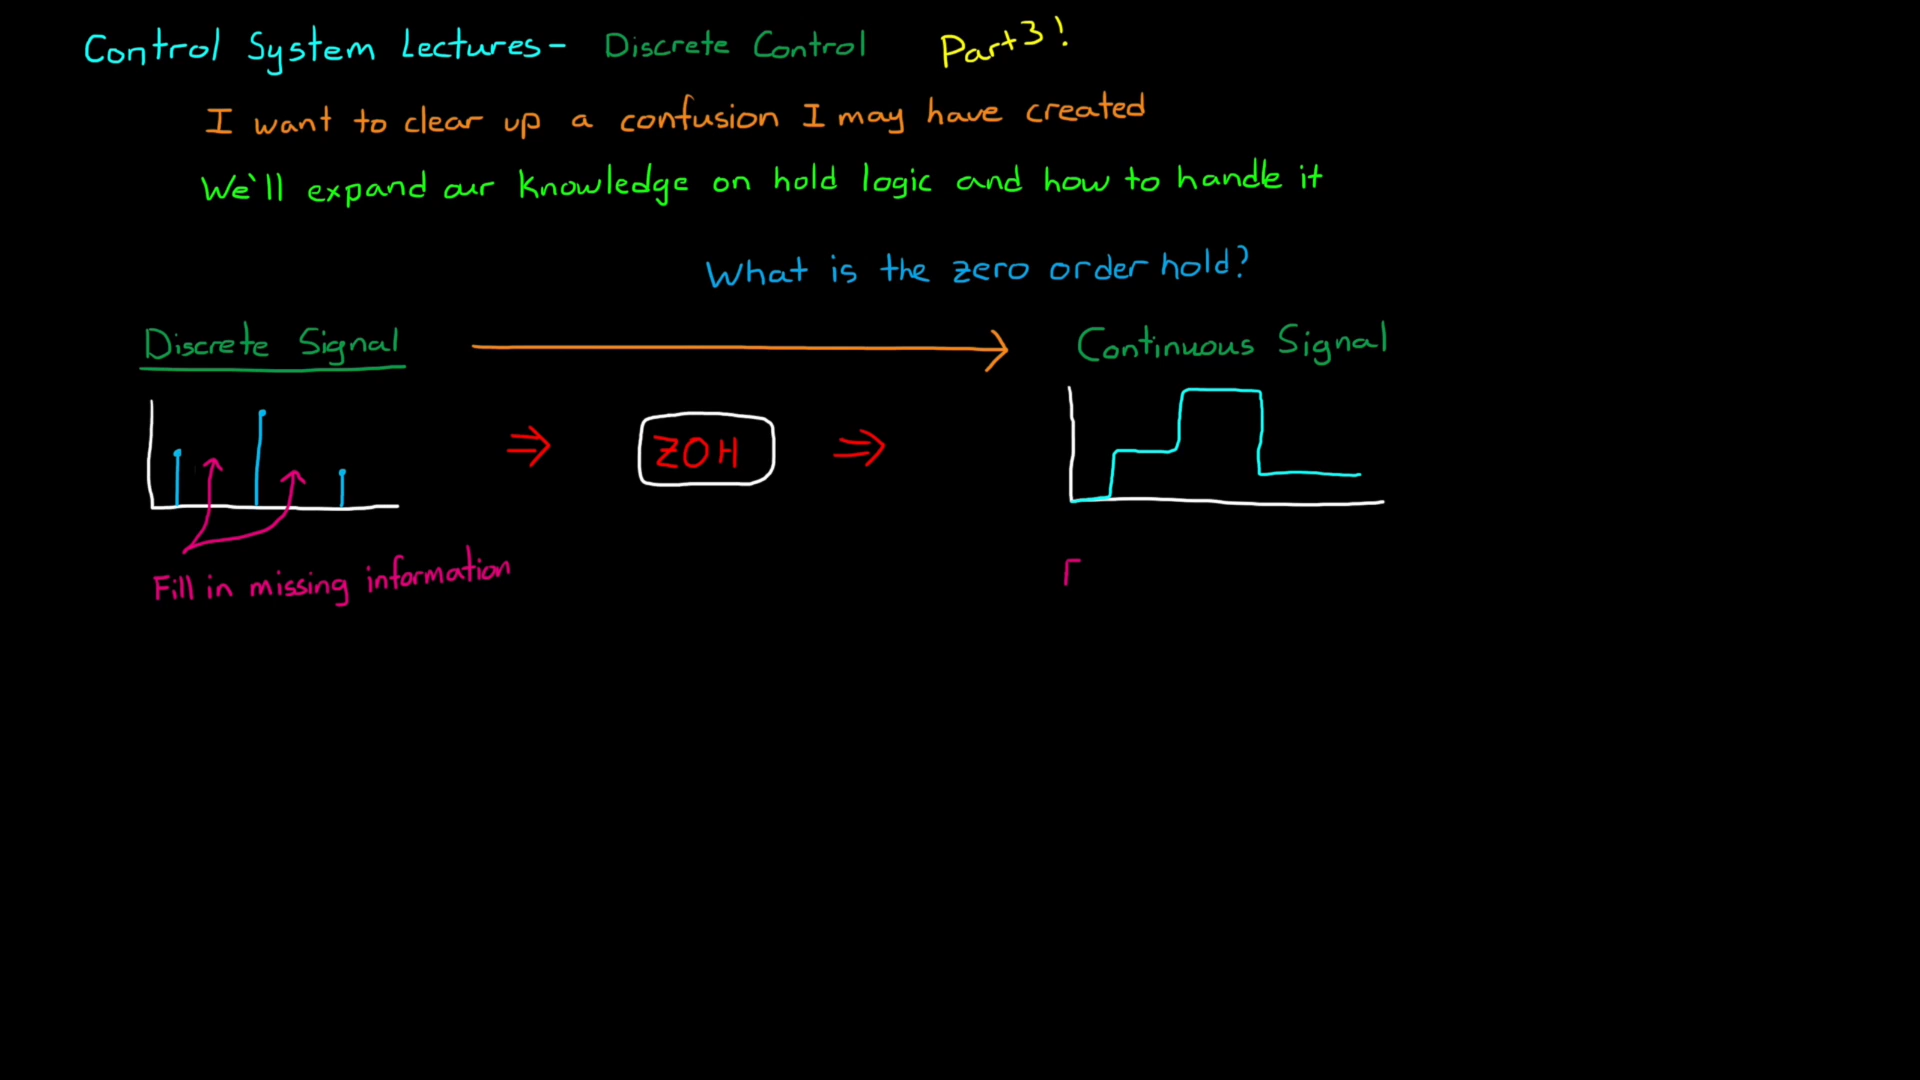 Control System Lectures- Discrete Control Part 3!
I want to clear up a confusion I may have created
We'll expand our knowledge on hold logic and how to handle it
What is the zero order hold?
Discrete Signal
Continuous Signal
ZOH
Fill in missing information